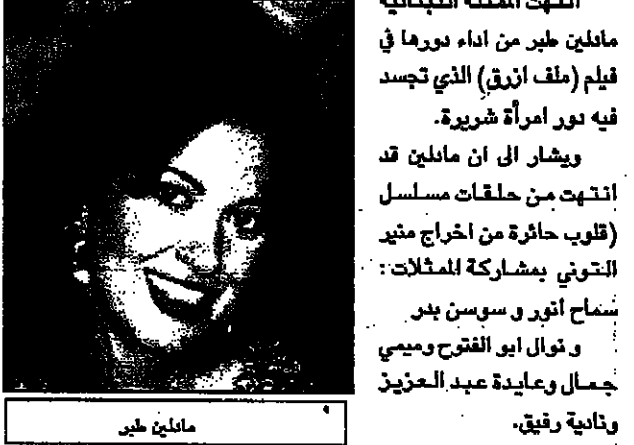 انتهت الممثلة اللبنانية
مادلين طبر من اداء دورها في
فيلم (ملف ازرق) الذي تجسد
فيه دور امرأة شريرة.
ويشار الى ان مادلين قد
انتهت من حلقات مسلسل
(قلوب حائرة من اخراج منير
التوني بمشاركة الممثلات:
سماح أنور و سوسن بدر
و نوال ابو الفتوح وميمي
جمال وعايدة عبد العزيز
ونادية رفيق.
مادلين طبر